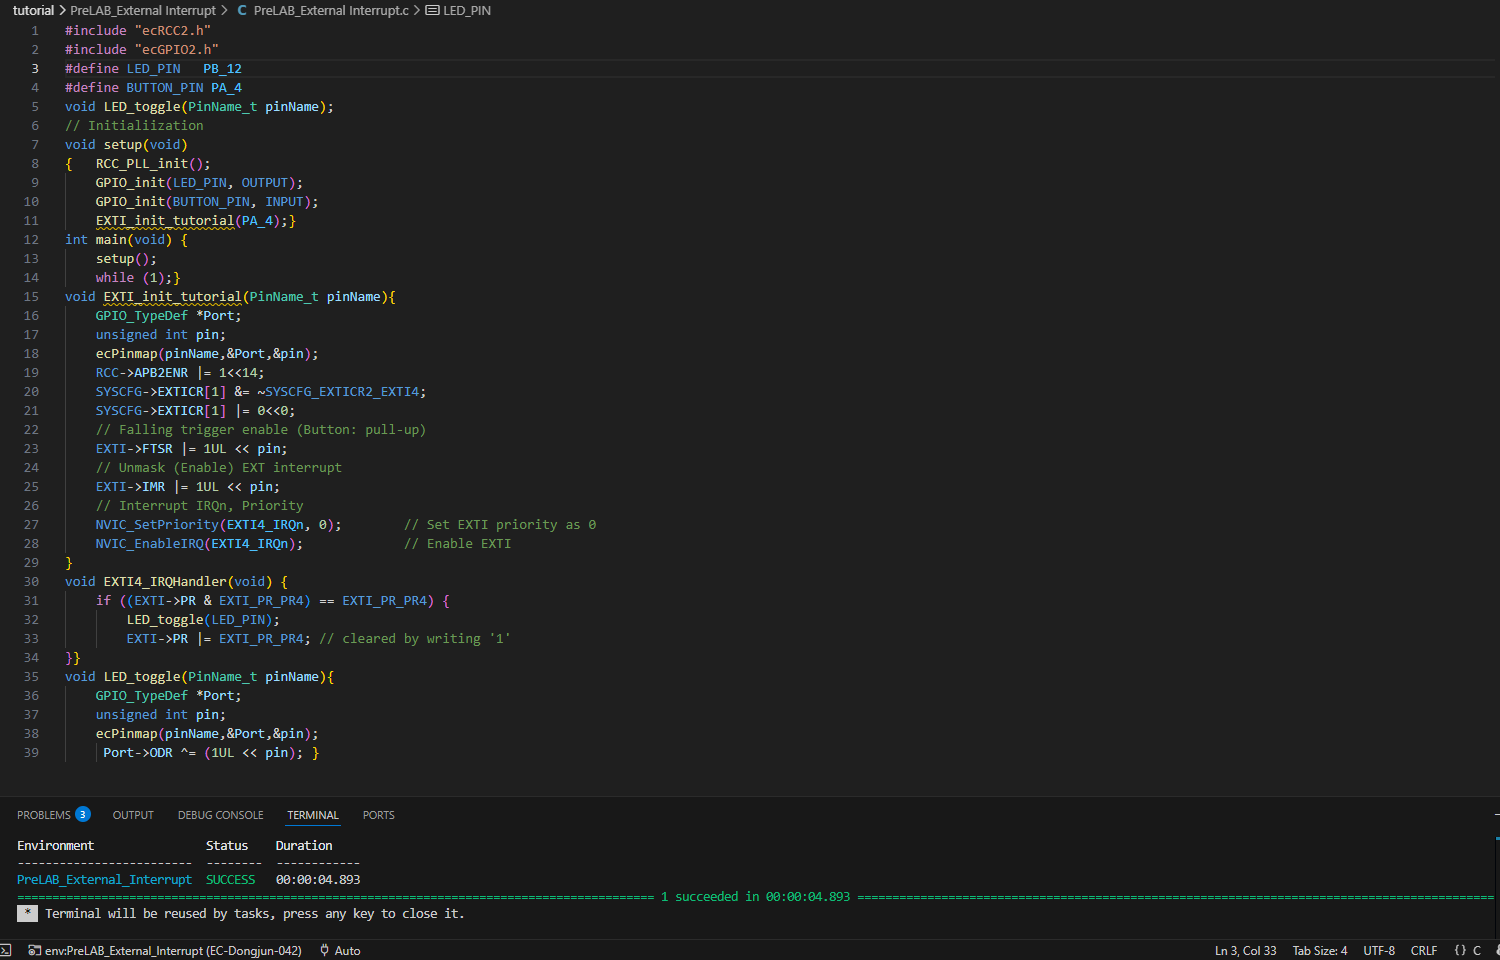 tutorial > PreLAB_External Interrupt > C PreLAB_External Interrupt.c > LED_PIN
1 #include "ecRCC2.h"
2 #include "ecGPIO2.h"
3 #define LED_PIN   PB_12
4 #define BUTTON_PIN PA_4
5 void LED_toggle(PinName_t pinName);
6 // Initialiization
7 void setup(void)
8 {   RCC_PLL_init();
9     GPIO_init(LED_PIN, OUTPUT);
10     GPIO_init(BUTTON_PIN, INPUT);
11     EXTI_init_tutorial(PA_4);}
12 int main(void) {
13     setup();
14     while (1);}
15 void EXTI_init_tutorial(PinName_t pinName){
16     GPIO_TypeDef *Port;
17     unsigned int pin;
18     ecPinmap(pinName,&Port,&pin);
19     RCC->APB2ENR |= 1<<14;
20     SYSCFG->EXTICR[1] &= ~SYSCFG_EXTICR2_EXTI4;
21     SYSCFG->EXTICR[1] |= 0<<0;
22     // Falling trigger enable (Button: pull-up)
23     EXTI->FTSR |= 1UL << pin;
24     // Unmask (Enable) EXT interrupt
25     EXTI->IMR |= 1UL << pin;
26     // Interrupt IRQn, Priority
27     NVIC_SetPriority(EXTI4_IRQn, 0);        // Set EXTI priority as 0
28     NVIC_EnableIRQ(EXTI4_IRQn);             // Enable EXTI
29 }
30 void EXTI4_IRQHandler(void) {
31     if ((EXTI->PR & EXTI_PR_PR4) == EXTI_PR_PR4) {
32         LED_toggle(LED_PIN);
33         EXTI->PR |= EXTI_PR_PR4; // cleared by writing '1'
34 }}
35 void LED_toggle(PinName_t pinName){
36     GPIO_TypeDef *Port;
37     unsigned int pin;
38     ecPinmap(pinName,&Port,&pin);
39      Port->ODR ^= (1UL << pin); }
PROBLEMS 3 OUTPUT DEBUG CONSOLE TERMINAL PORTS
Environment Status Duration
------------------------- -------- ------------
PreLAB_External_Interrupt SUCCESS 00:00:04.893
=================================================================================== 1 succeeded in 00:00:04.893 ===================================================================================
* Terminal will be reused by tasks, press any key to close it.
env:PreLAB_External_Interrupt (EC-Dongjun-042) Auto Ln 3, Col 33 Tab Size: 4 UTF-8 CRLF {} C